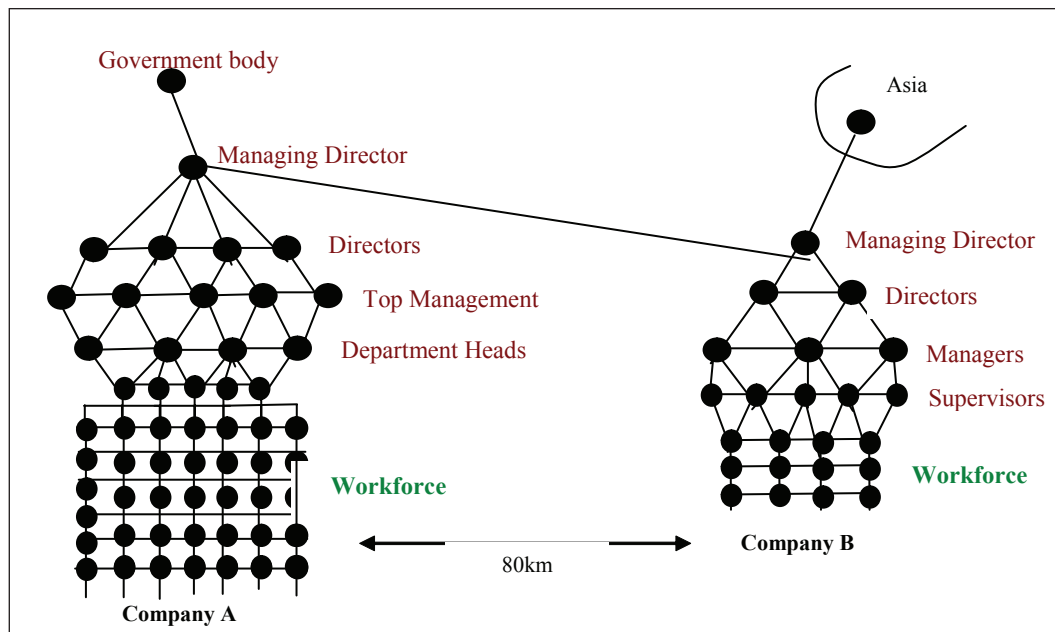 Government body
Asia
Managing Director
Managing Director
Directors
Directors
Top Management
Department Heads
Managers
Supervisors
Workforce
Workforce
Company B
80km
Company A